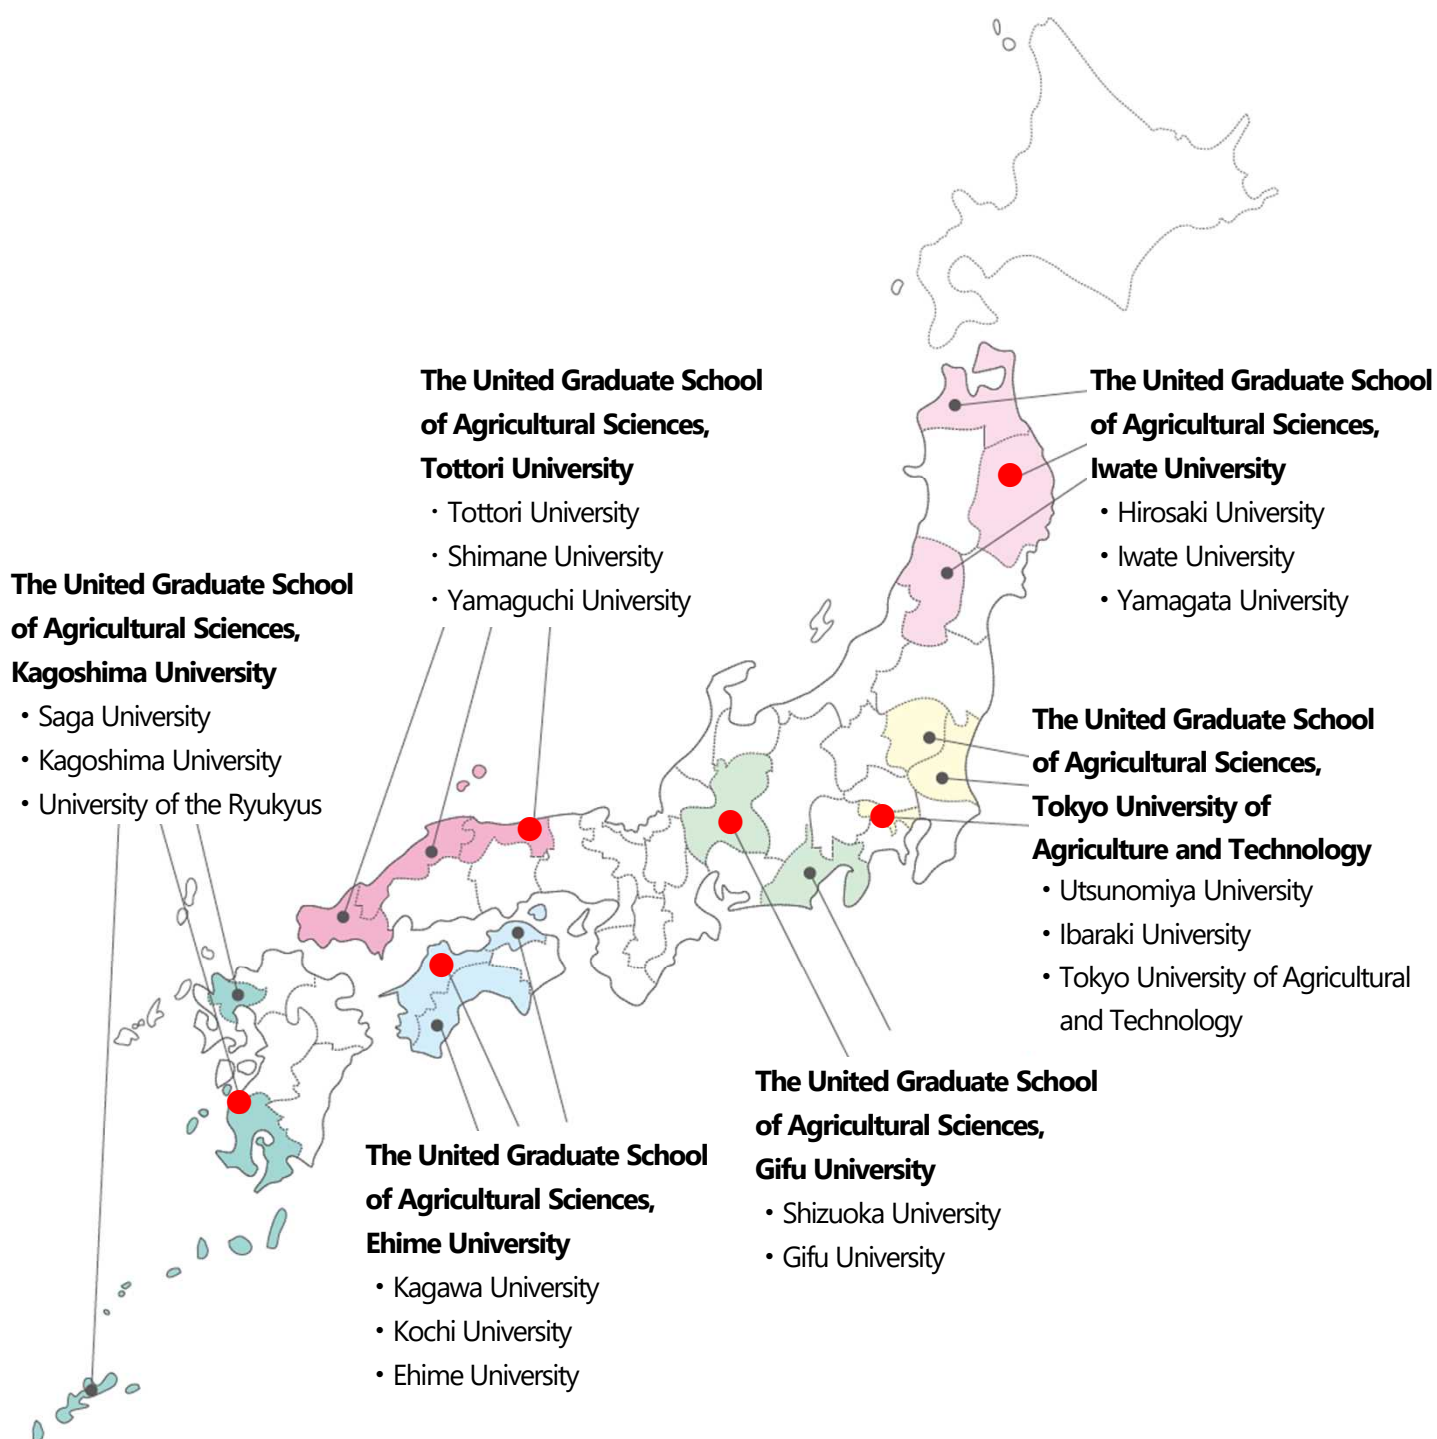 The United Graduate School
of Agricultural Sciences,
Tottori University
・Tottori University
・Shimane University
・Yamaguchi University
The United Graduate School
of Agricultural Sciences,
Iwate University
・Hirosaki University
・Iwate University
・Yamagata University
The United Graduate School
of Agricultural Sciences,
Kagoshima University
・Saga University
・Kagoshima University
・University of the Ryukyus
The United Graduate School
of Agricultural Sciences,
Tokyo University of
Agriculture and Technology
・Utsunomiya University
・Ibaraki University
・Tokyo University of Agricultural
and Technology
The United Graduate School
of Agricultural Sciences,
Gifu University
・Shizuoka University
・Gifu University
The United Graduate School
of Agricultural Sciences,
Ehime University
・Kagawa University
・Kochi University
・Ehime University